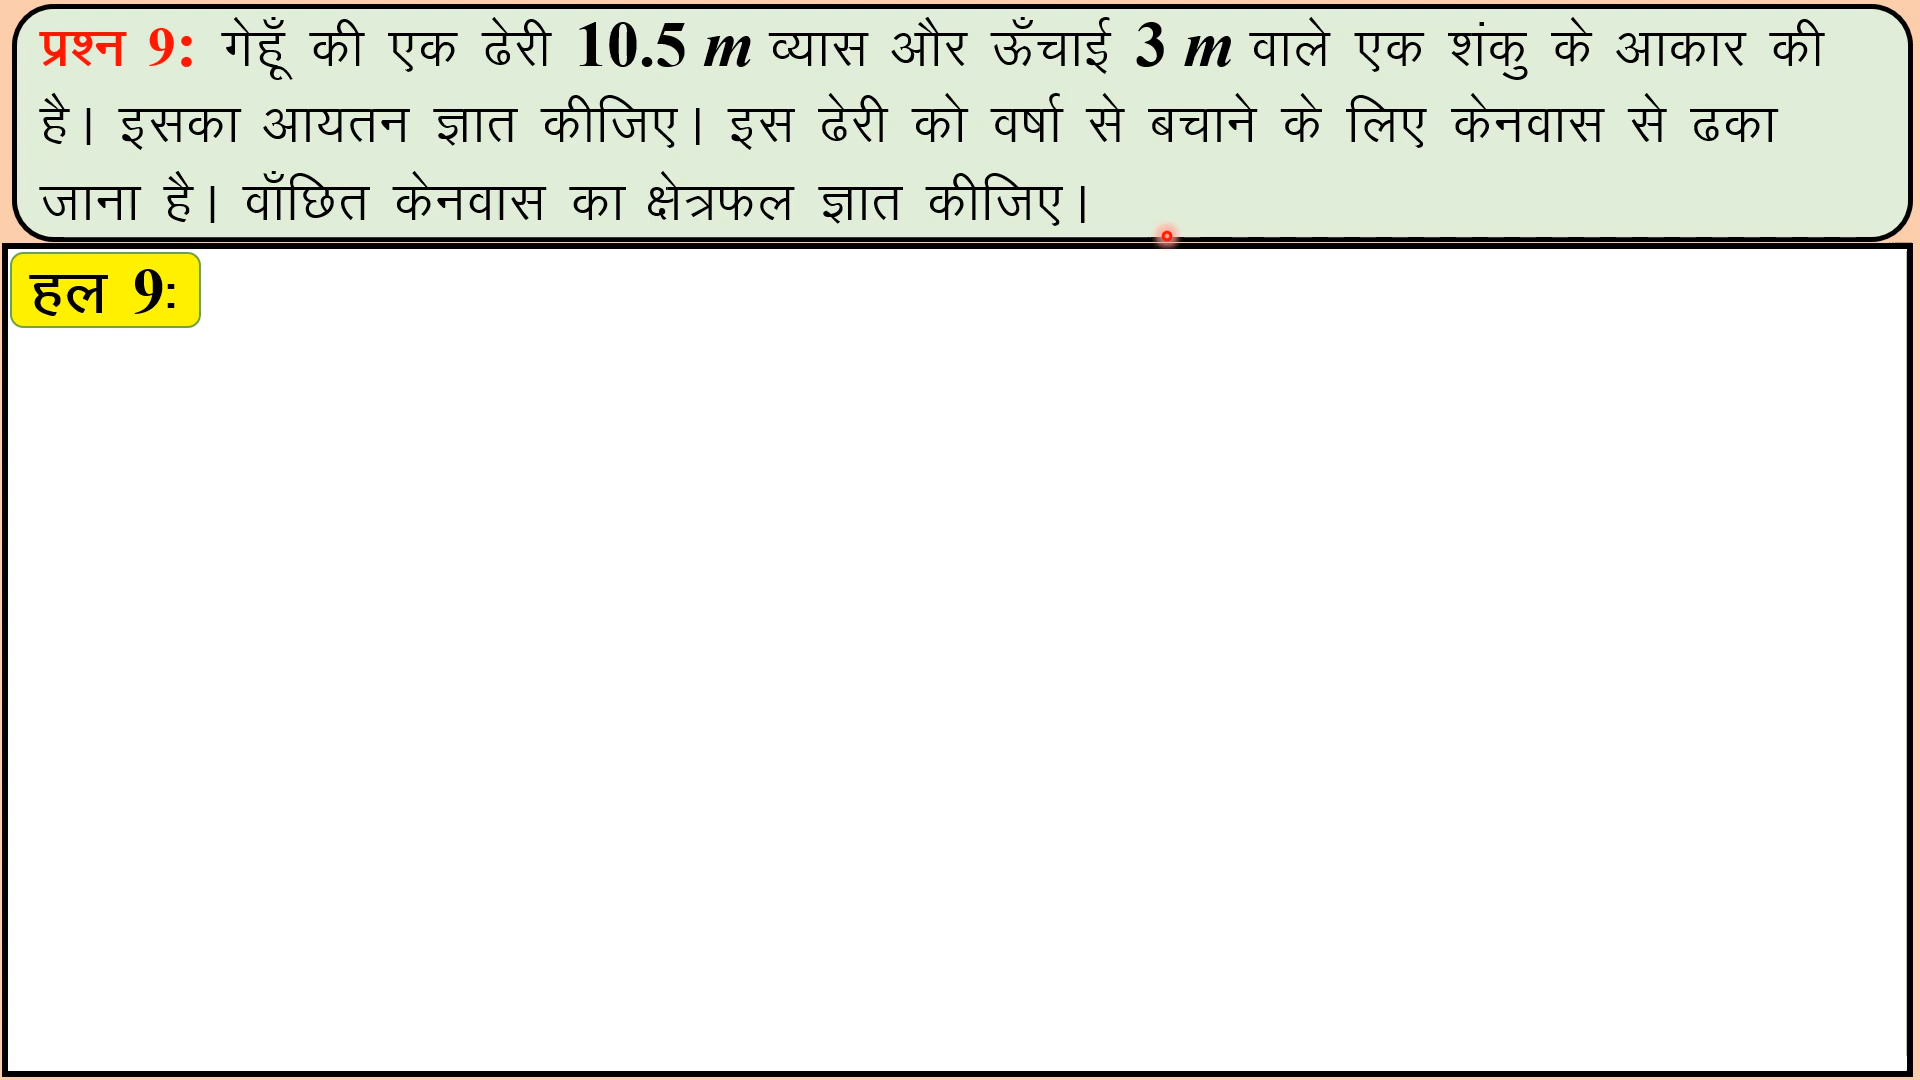 प्रश्न 9: गेहूँ की एक ढेरी 10.5 m व्यास और ऊँचाई 3 m वाले एक शंकु के आकार की
है। इसका आयतन ज्ञात कीजिए। इस ढेरी को वर्षा से बचाने के लिए केनवास से ढका
जाना है। वाँछित केनवास का क्षेत्रफल ज्ञात कीजिए।
हल 9: